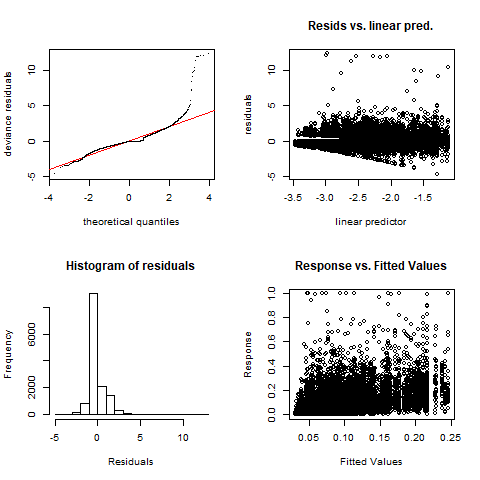 deviance residuals
-5 0 5 10
-4 -2 0 2 4
theoretical quantiles
Resids vs. linear pred.
residuals
-5 0 5 10
-3.5 -3.0 -2.5 -2.0 -1.5
linear predictor
Histogram of residuals
Frequency
0 2000 6000
-5 0 5 10
Residuals
Response vs. Fitted Values
Response
0.0 0.2 0.4 0.6 0.8 1.0
0.05 0.10 0.15 0.20 0.25
Fitted Values